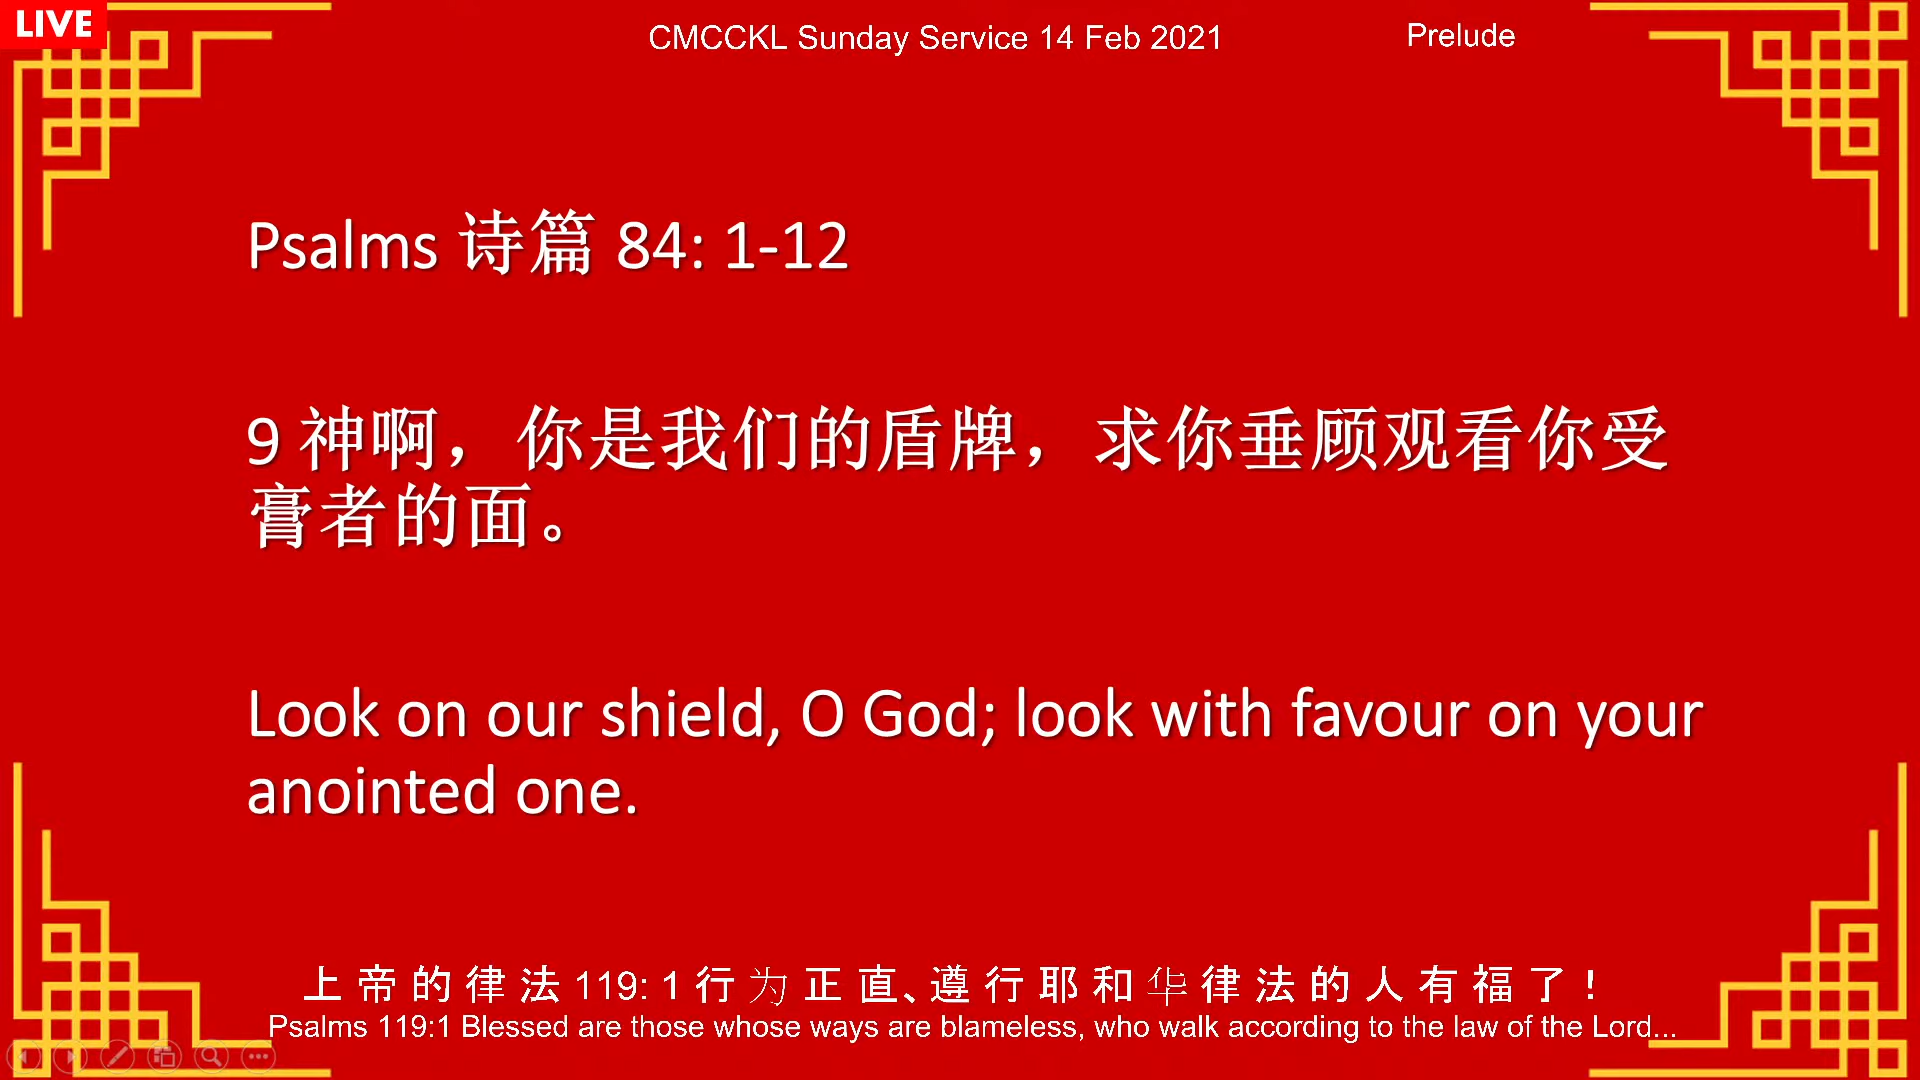 LIVE
CMCCKL Sunday Service 14 Feb 2021
Prelude
Psalms 诗篇 84: 1-12
9 神啊，你是我们的盾牌，求你垂顾观看你受
膏者的面。
Look on our shield, O God; look with favour on your
anointed one.
上帝的律法 119: 1 行为正直、遵行耶和华律法的人有福了！
Psalms 119:1 Blessed are those whose ways are blameless, who walk according to the law of the Lord...